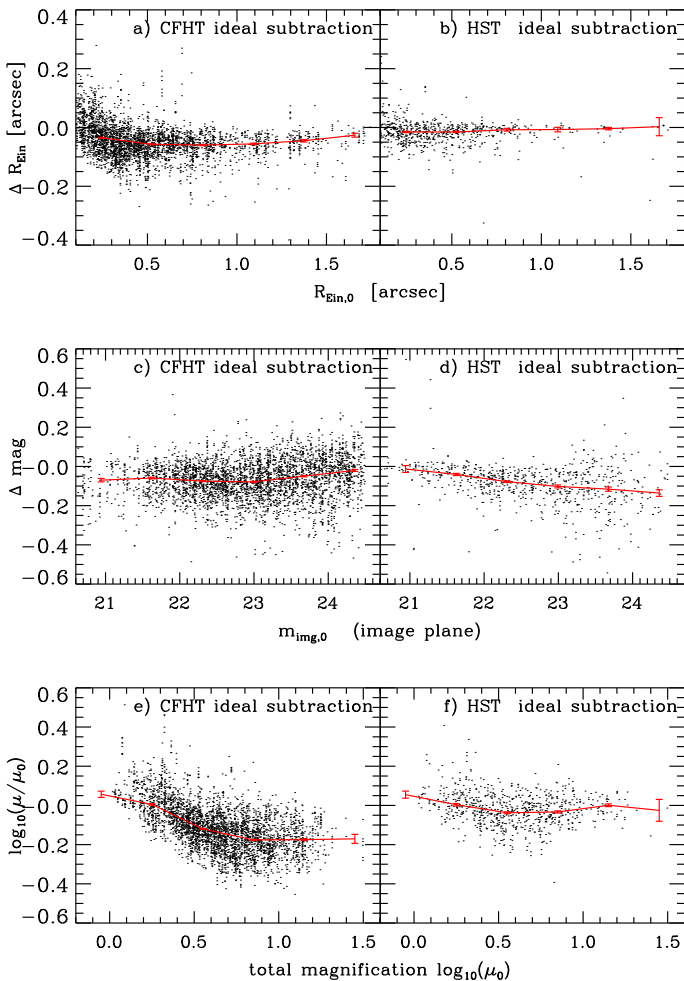 a) CFHT ideal subtraction
b) HST ideal subtraction
Δ R_Ein [arcsec]
0.4
0.2
−0.0
−0.2
−0.4
0.5 1.0 1.5 0.5 1.0 1.5
R_Ein,0 [arcsec]
c) CFHT ideal subtraction
d) HST ideal subtraction
Δ mag
0.6
0.4
0.2
−0.0
−0.2
−0.4
−0.6
21 22 23 24 21 22 23 24
m_img,0 (image plane)
e) CFHT ideal subtraction
f) HST ideal subtraction
log₁₀(μ/μ₀)
0.6
0.4
0.2
−0.0
−0.2
−0.4
−0.6
0.0 0.5 1.0 1.5 0.0 0.5 1.0 1.5
total magnification log₁₀(μ₀)